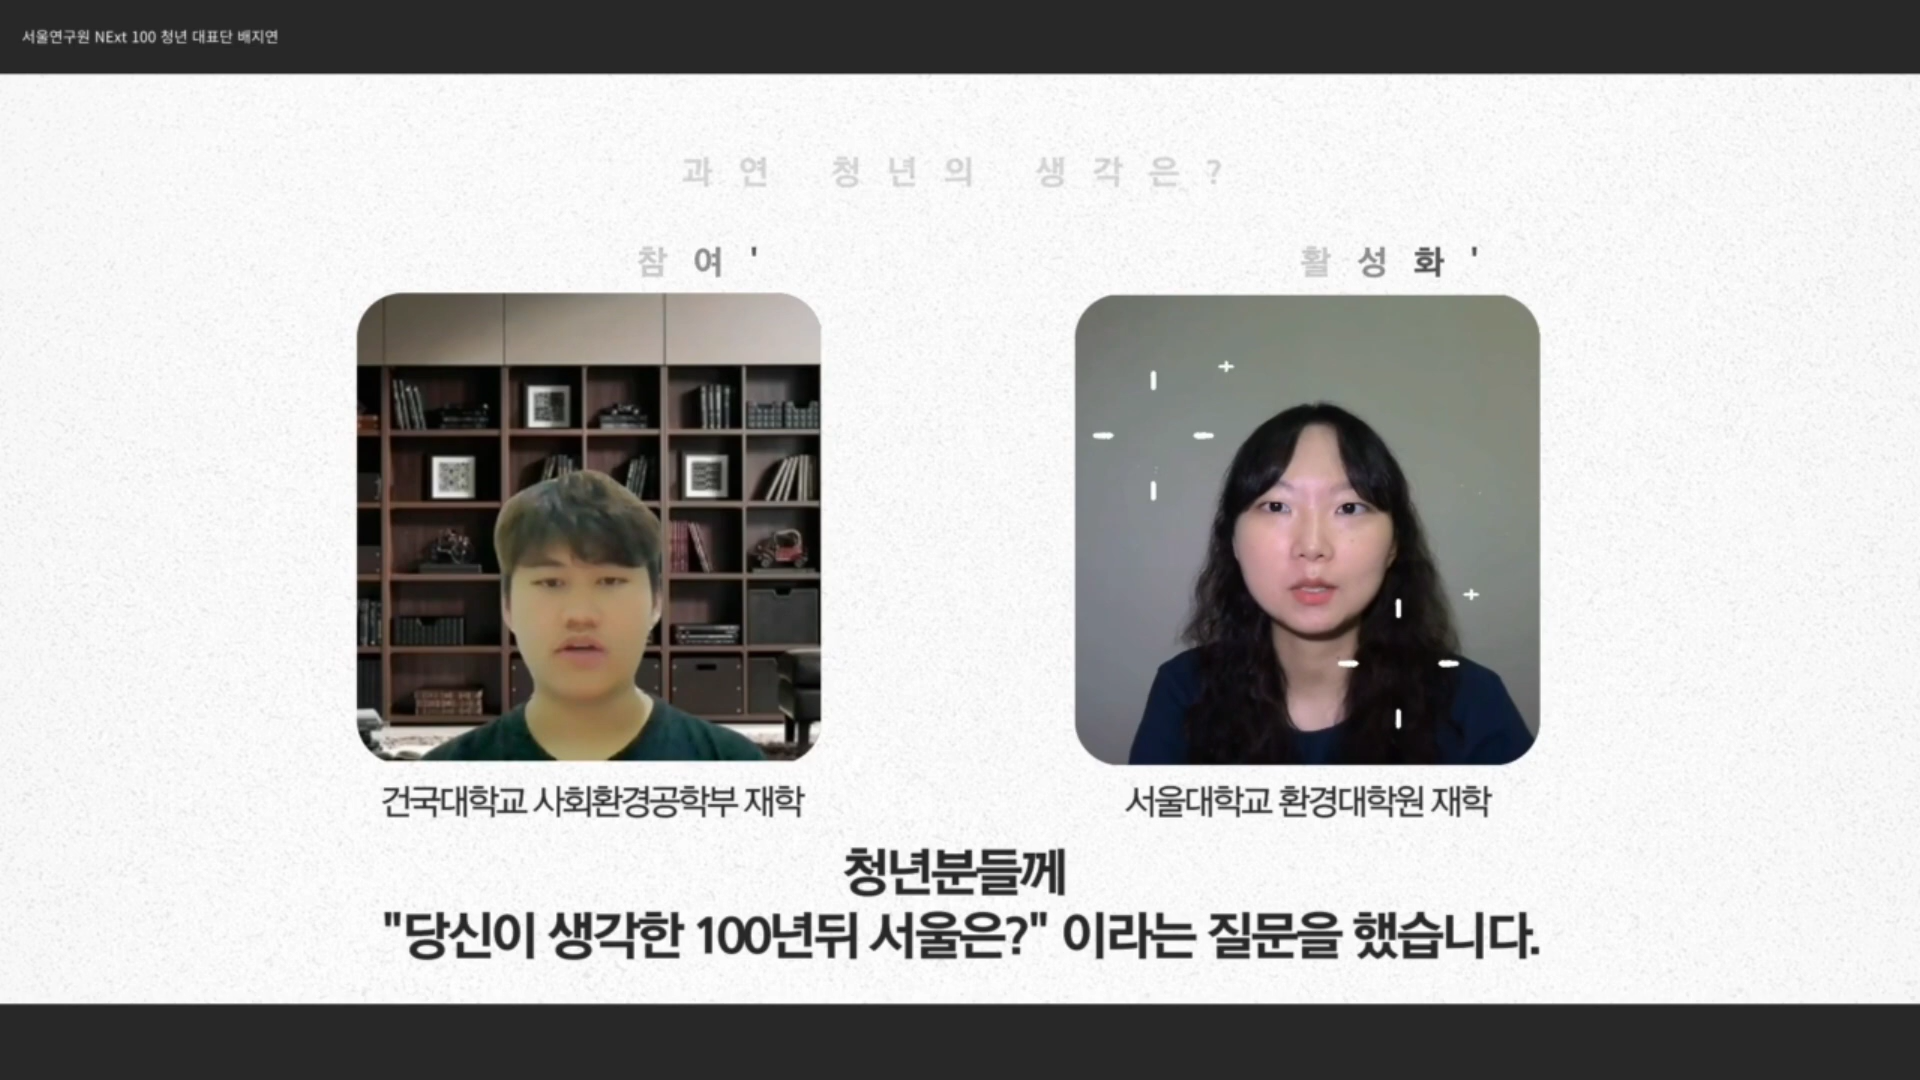 서울연구원 NExt 100 청년 대표단 배지연
과연 청년의 생각은?
참여'
활성화'
건국대학교 사회환경공학부 재학
서울대학교 환경대학원 재학
청년분들께
"당신이 생각한 100년뒤 서울은?" 이라는 질문을 했습니다.